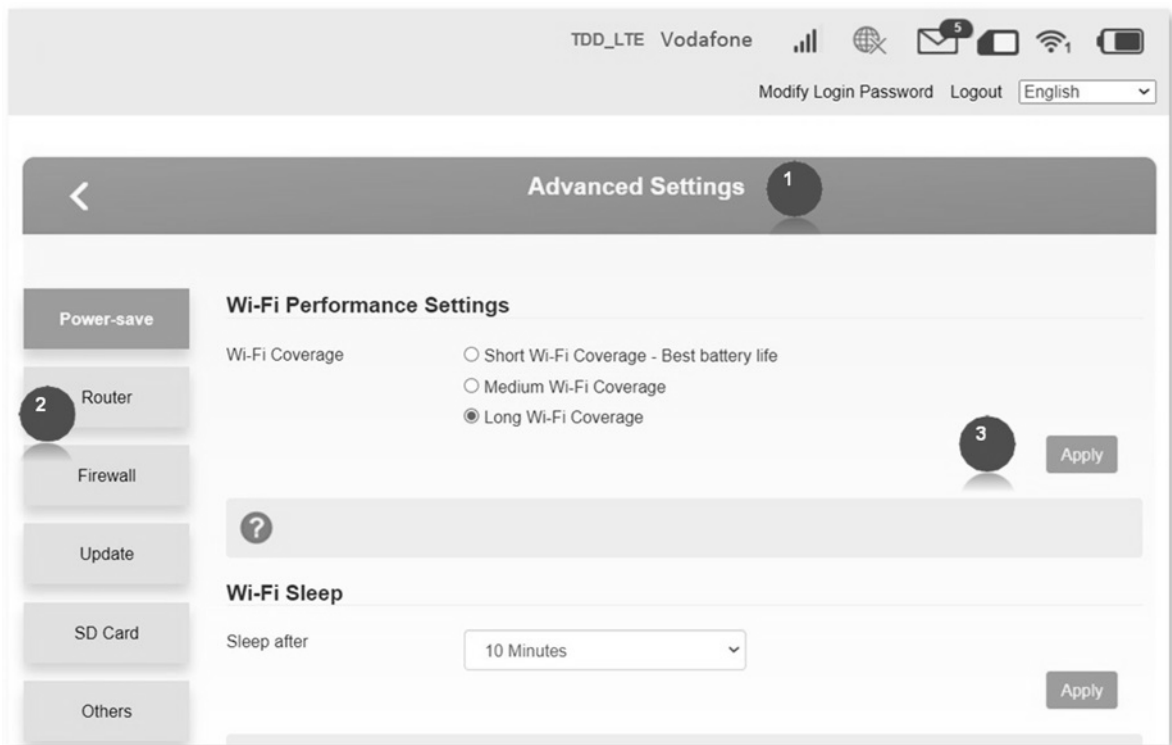 TDD_LTE Vodafone 5 1
Modify Login Password Logout English
Advanced Settings 1
Power-save
Wi-Fi Performance Settings
Wi-Fi Coverage
Short Wi-Fi Coverage - Best battery life
Medium Wi-Fi Coverage
Long Wi-Fi Coverage
2
Router
3
Apply
Firewall
?
Update
Wi-Fi Sleep
SD Card
Sleep after
10 Minutes
Apply
Others